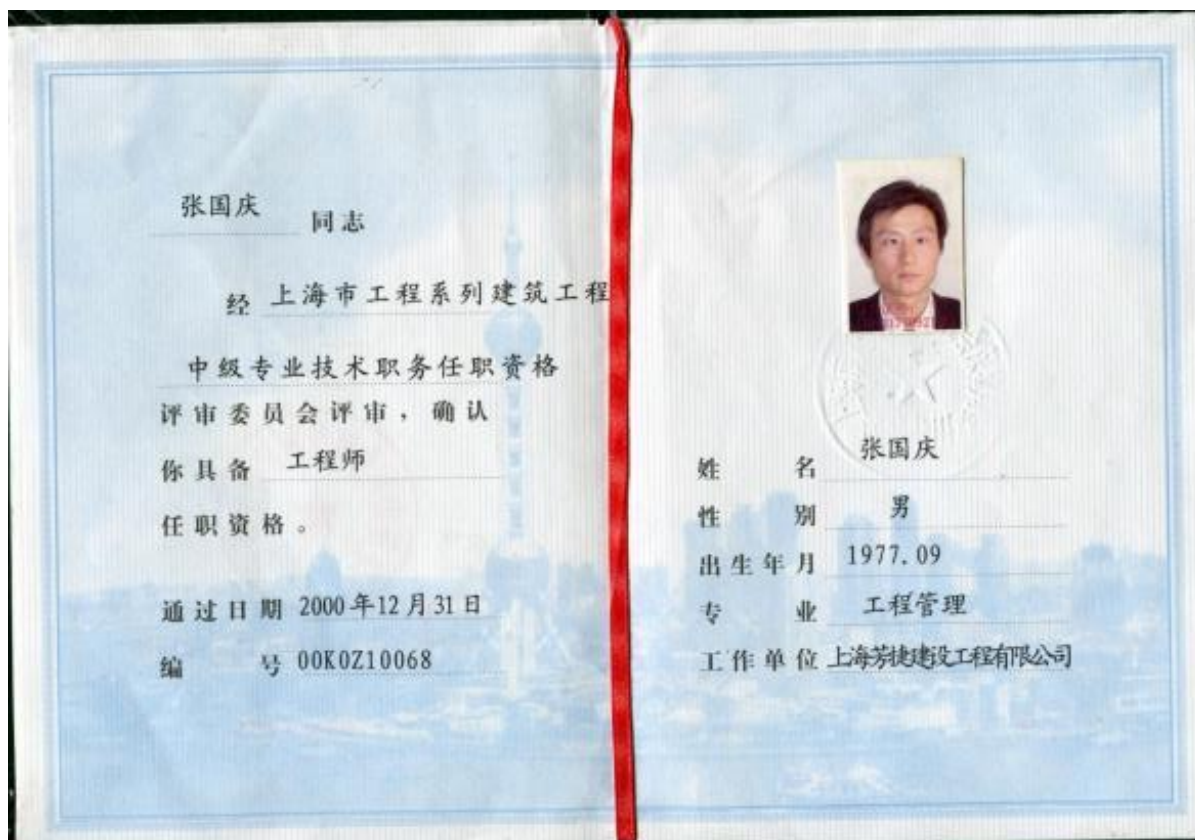 张国庆 同志
经 上海市工程系列建筑工程
中级专业技术职务任职资格
评审委员会评审，确认
你具备 工程师
任职资格。
通过日期 2000年12月31日
编号 00K0Z10068
姓名 张国庆
性别 男
出生年月 1977.09
专业 工程管理
工作单位 上海芳捷建设工程有限公司